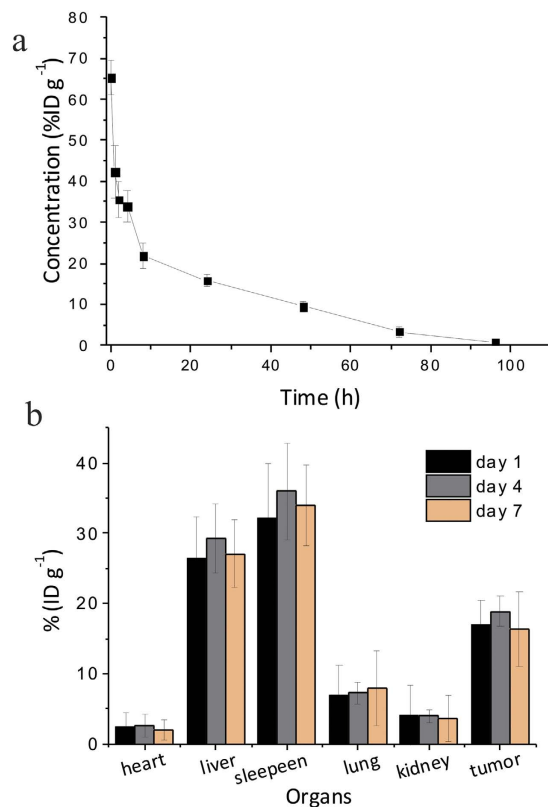 a
80
70
60
50
40
30
20
10
0
Concentration (%ID g-1)
0 20 40 60 80 100
Time (h)
b
40
30
20
10
0
% (ID g-1)
day 1
day 4
day 7
heart liver sleepeen lung kidney tumor
Organs